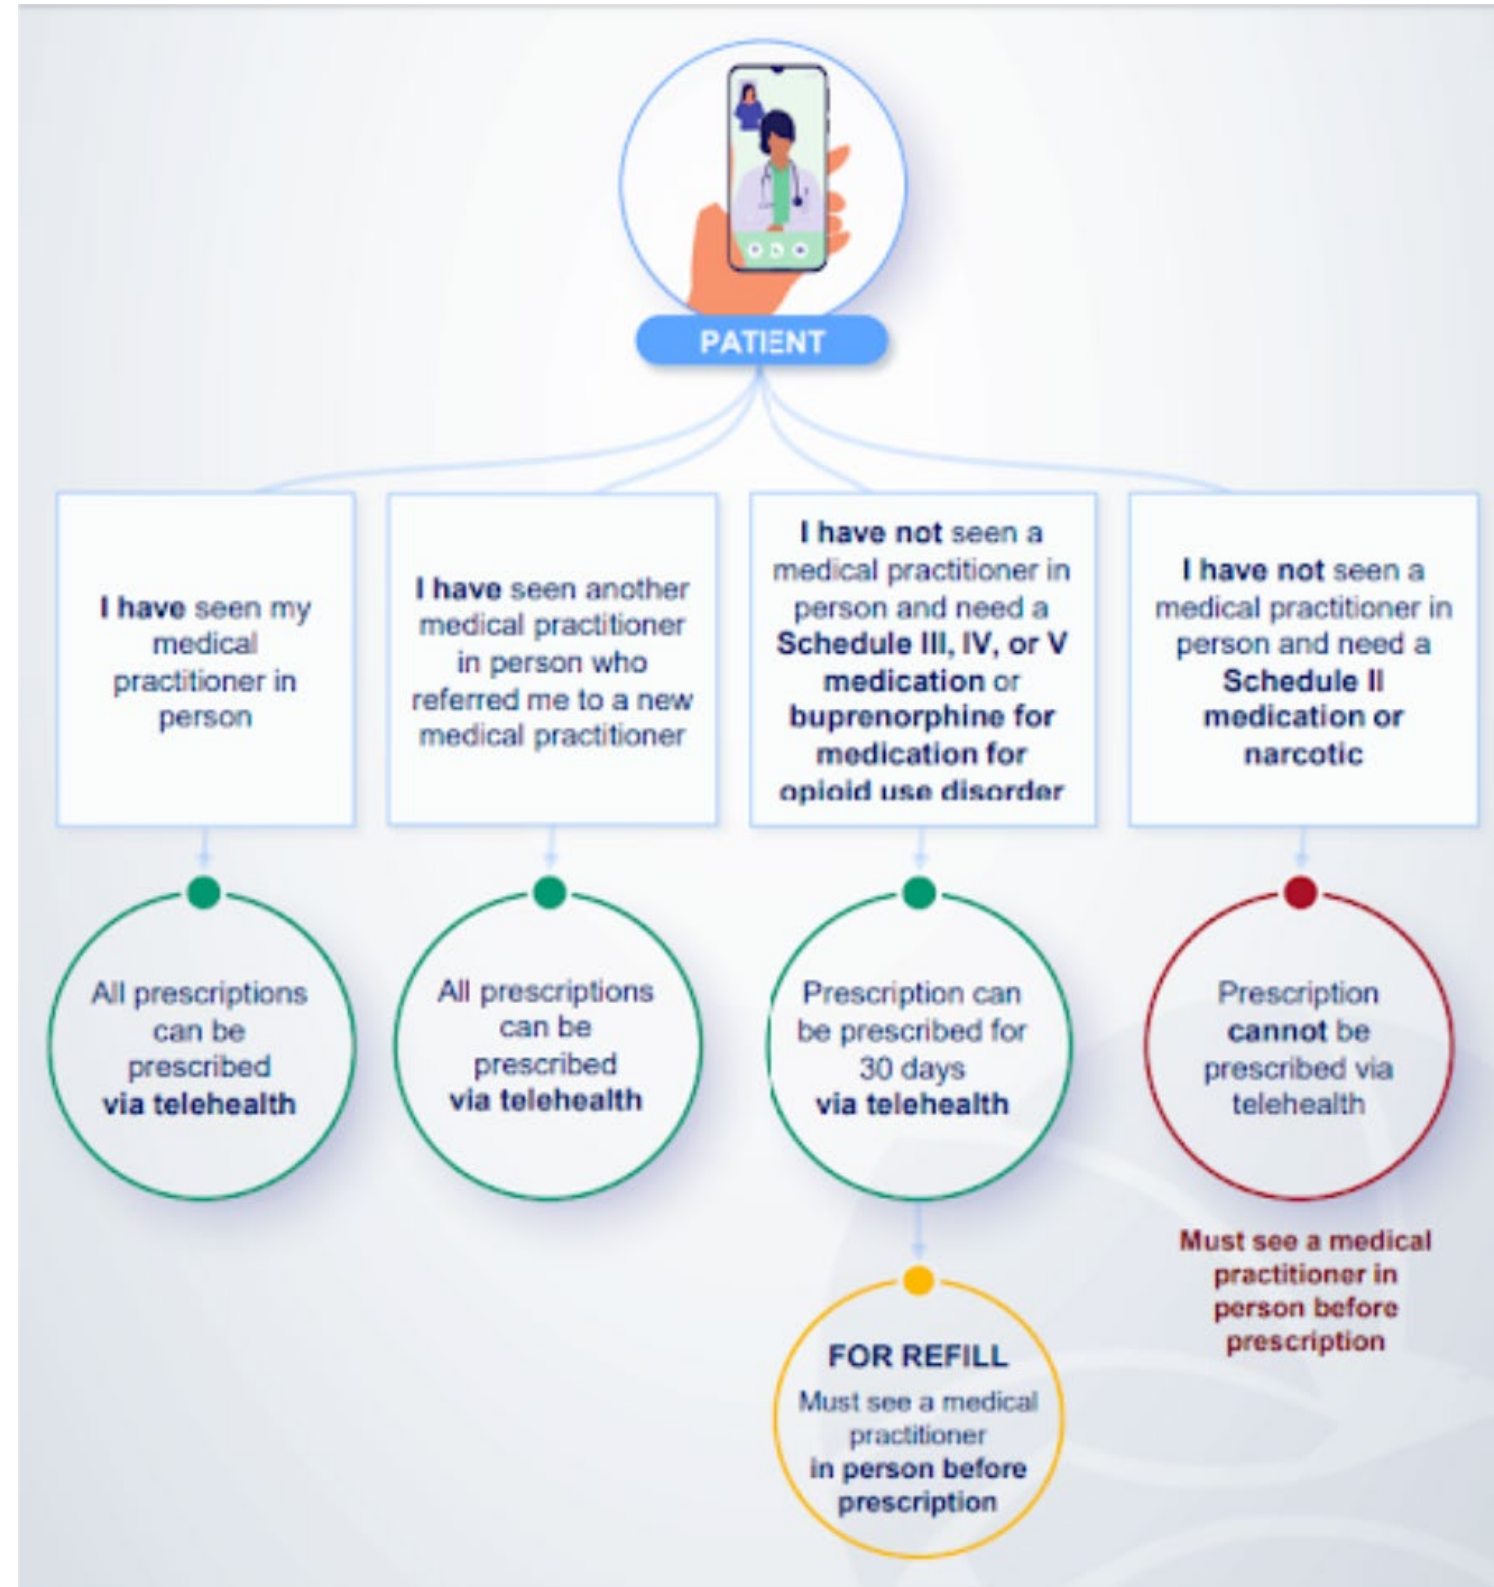 PATIENT
I have seen my
medical
practitioner in
person
I have seen another
medical practitioner
in person who
referred me to a new
medical practitioner
I have not seen a
medical practitioner in
person and need a
Schedule III, IV, or V
medication or
buprenorphine for
medication for
opioid use disorder
I have not seen a
medical practitioner in
person and need a
Schedule II
medication or
narcotic
All prescriptions
can be
prescribed
via telehealth
All prescriptions
can be
prescribed
via telehealth
Prescription can
be prescribed for
30 days
via telehealth
Prescription
cannot be
prescribed via
telehealth
Must see a medical
practitioner in
person before
prescription
FOR REFILL
Must see a medical
practitioner
in person before
prescription